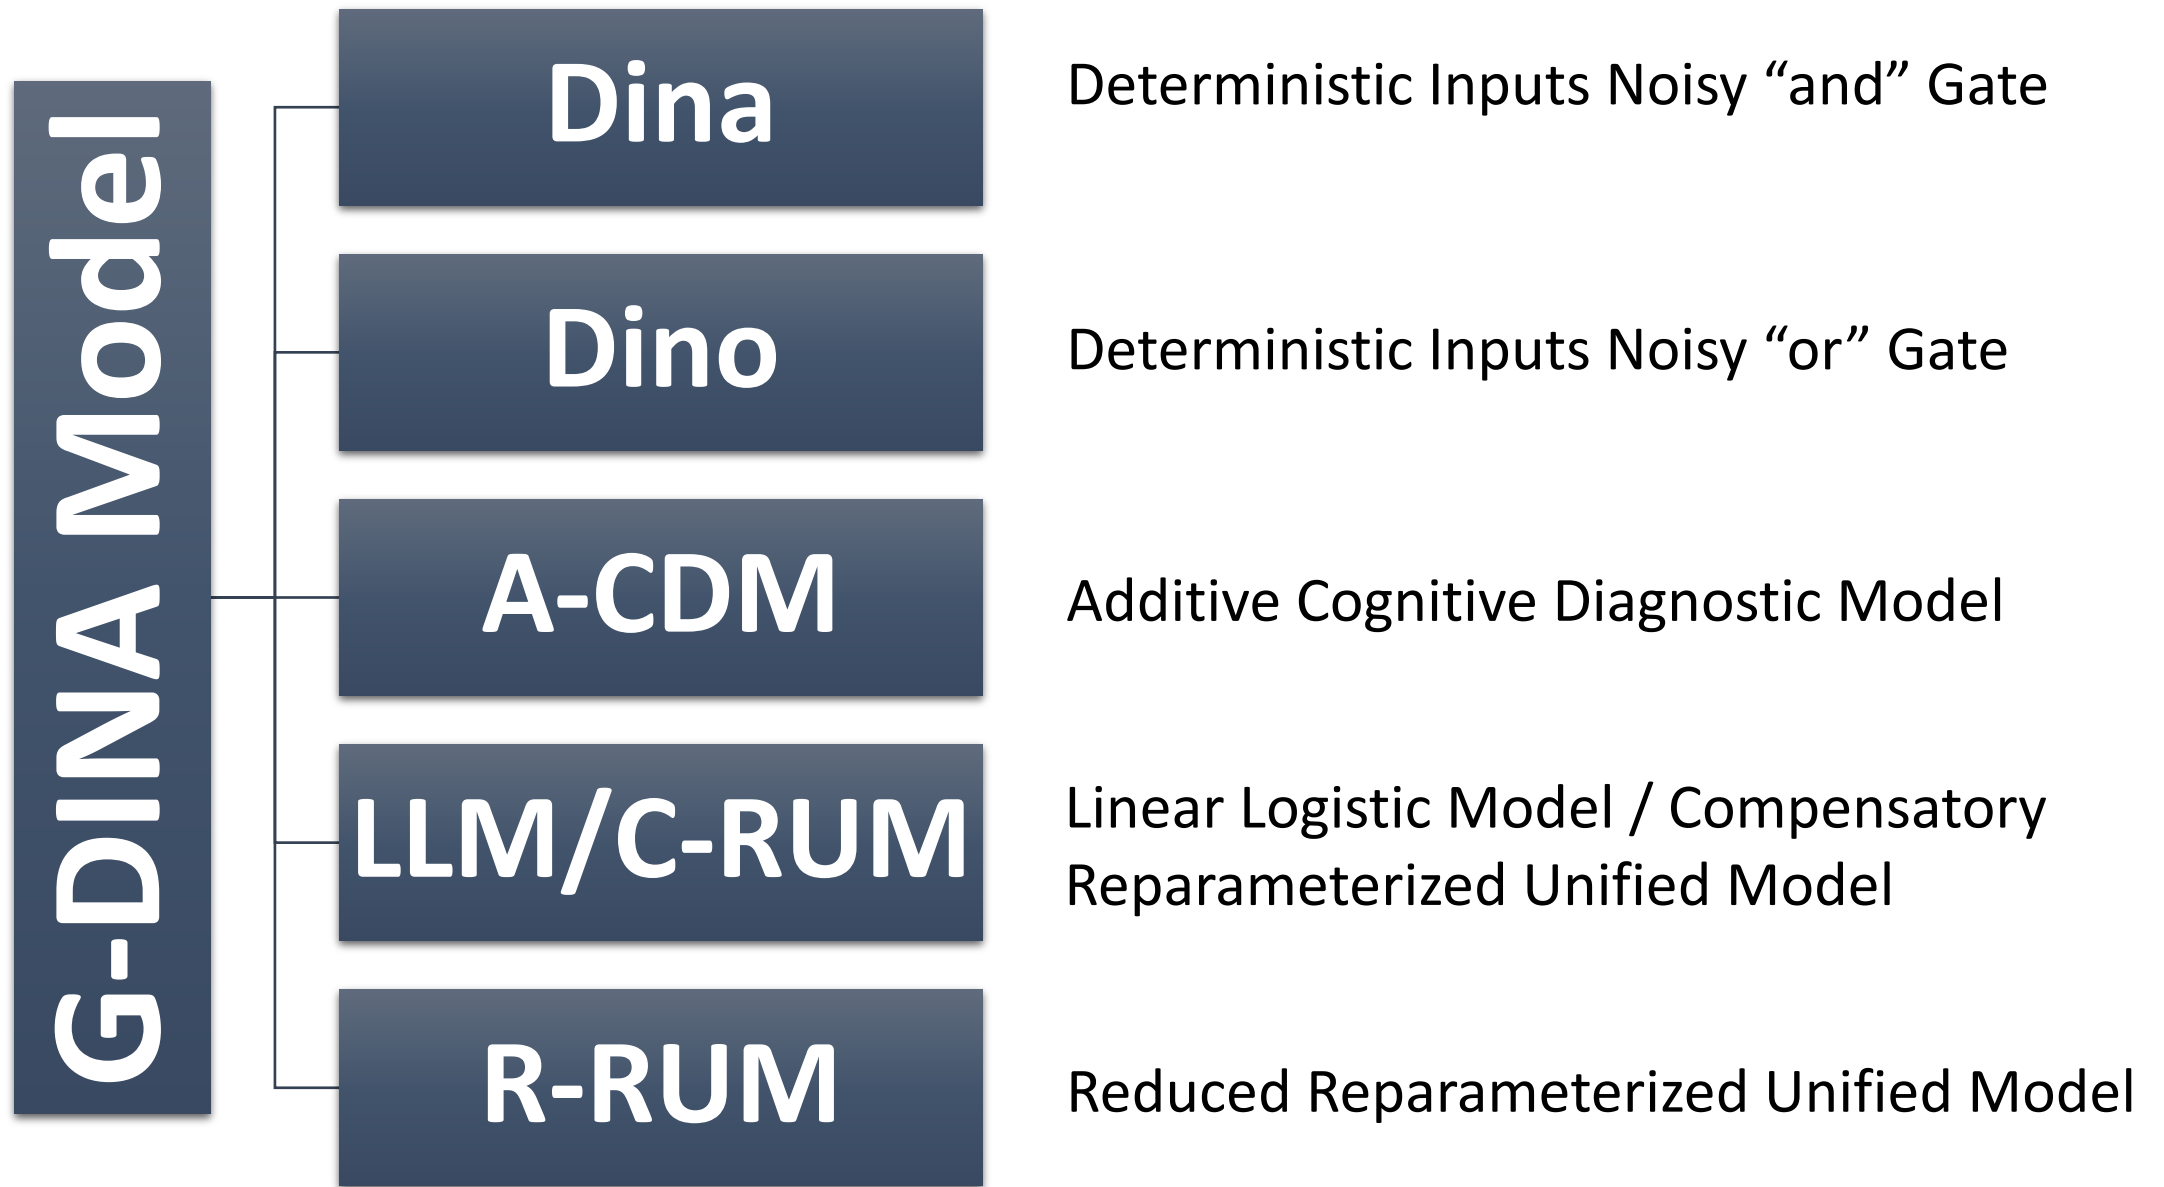 G-DINA Model
Dina
Deterministic Inputs Noisy “and” Gate
Dino
Deterministic Inputs Noisy “or” Gate
A-CDM
Additive Cognitive Diagnostic Model
LLM/C-RUM
Linear Logistic Model / Compensatory
Reparameterized Unified Model
R-RUM
Reduced Reparameterized Unified Model